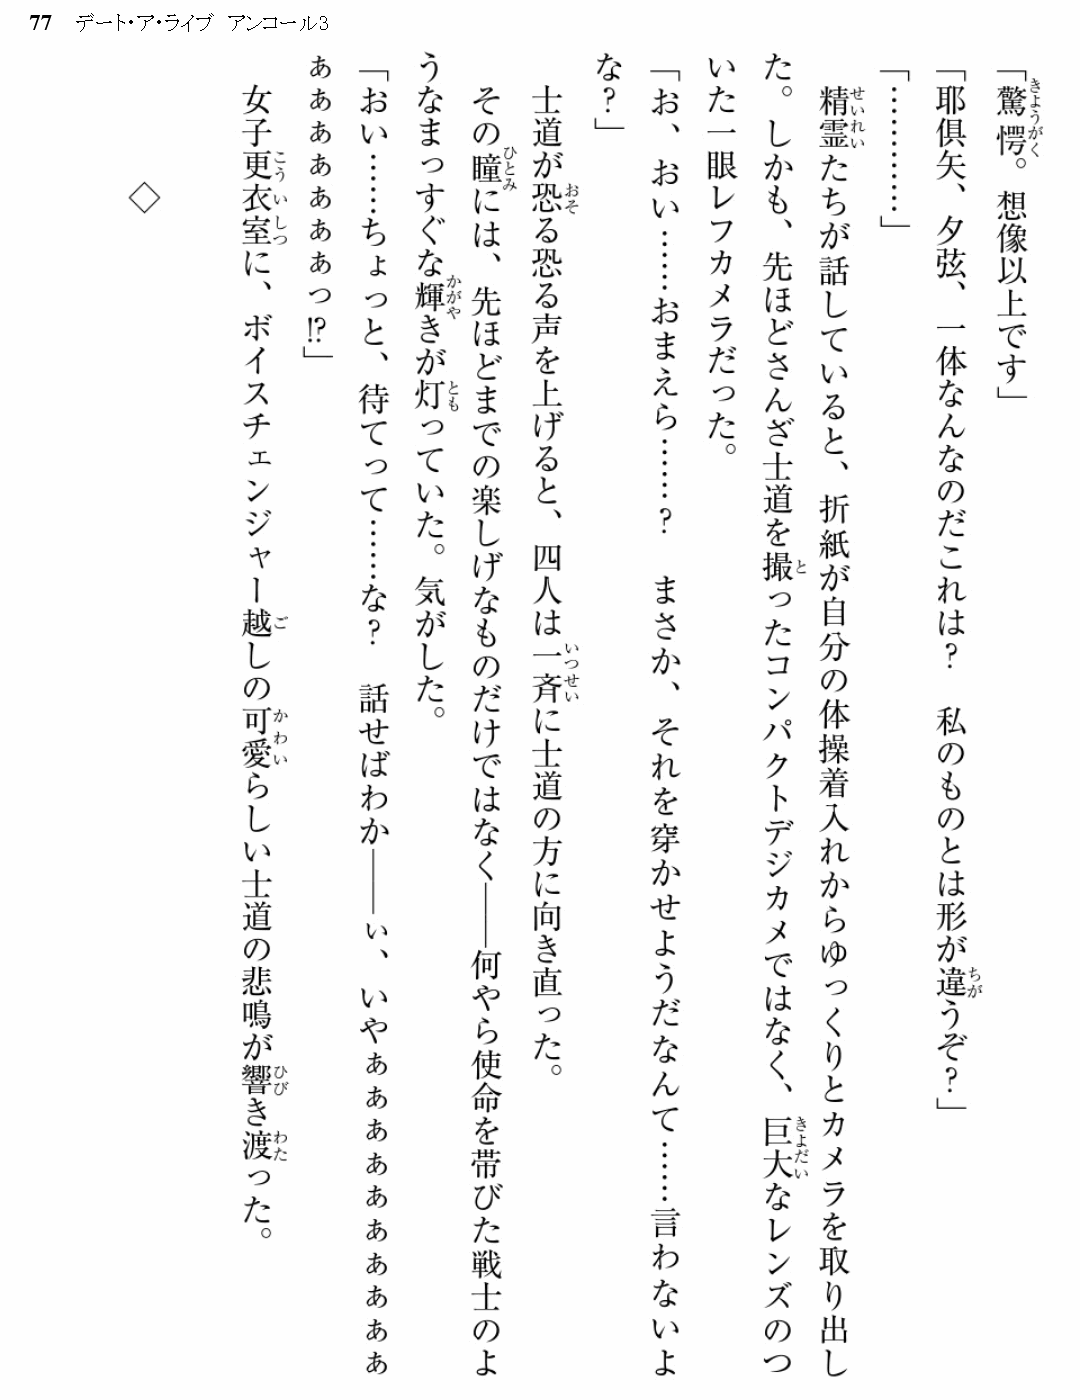 77　デート・ア・ライブ　アンコール3
「驚愕。想像以上です」
「耶倶矢、夕弦、一体なんなのだこれは？　私のものとは形が違うぞ？」
「…………」
　精霊たちが話していると、折紙が自分の体操着入れからゆっくりとカメラを取り出し
た。しかも、先ほどさんざ士道を撮ったコンパクトデジカメではなく、巨大なレンズのつ
いた一眼レフカメラだった。
「お、おい……おまえら……？　まさか、それを穿かせようだなんて……言わないよ
な？」
　士道が恐る恐る声を上げると、四人は一斉に士道の方に向き直った。
　その瞳には、先ほどまでの楽しげなものだけではなく――何やら使命を帯びた戦士のよ
うなまっすぐな輝きが灯っていた。気がした。
「おい……ちょっと、待てって……な？　話せばわか――ぃ、いやぁぁぁぁぁぁぁぁぁぁ
ぁぁぁぁぁぁぁっ⁉」
　女子更衣室に、ボイスチェンジャー越しの可愛らしい士道の悲鳴が響き渡った。
◇